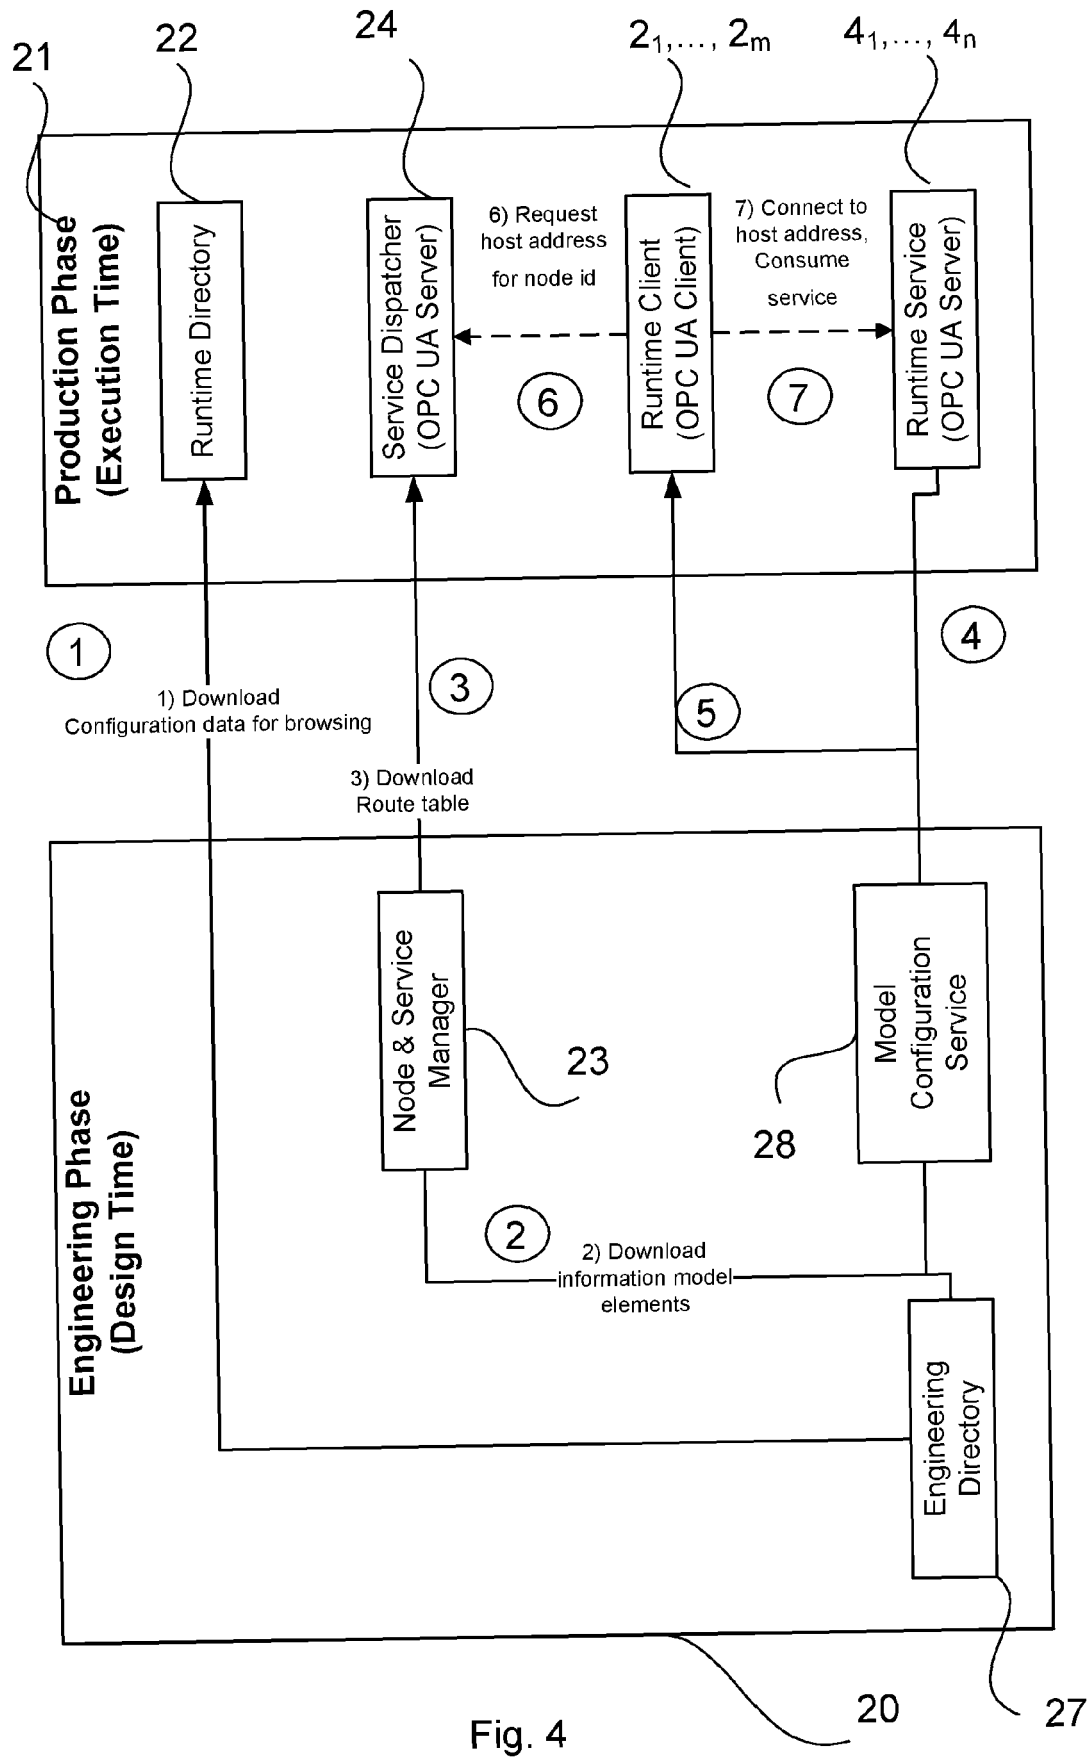 21
22
24
2₁,..., 2ₘ
4₁,..., 4ₙ
Production Phase
(Execution Time)
Runtime Directory
Service Dispatcher
(OPC UA Server)
6) Request
host address
for node id
Runtime Client
(OPC UA Client)
7) Connect to
host address,
Consume
service
Runtime Service
(OPC UA Server)
6
7
1
3
5
4
1) Download
Configuration data for browsing
3) Download
Route table
Engineering Phase
(Design Time)
Node & Service
Manager
23
Model
Configuration
Service
28
2
2) Download
information model
elements
Engineering
Directory
20
27
Fig. 4